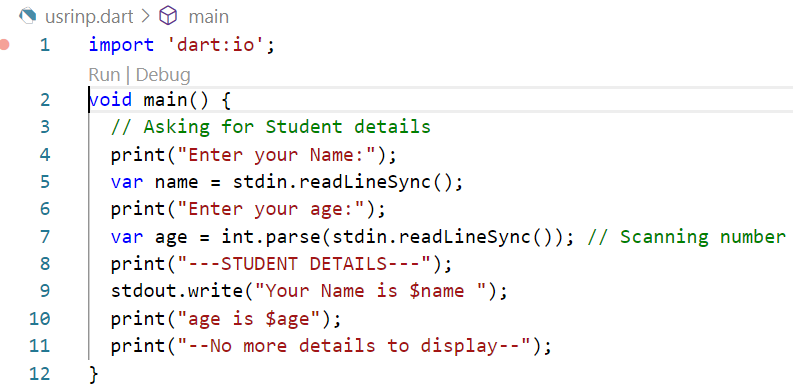 usrinp.dart > main
1 import 'dart:io';
Run | Debug
2 void main() {
3 // Asking for Student details
4 print("Enter your Name:");
5 var name = stdin.readLineSync();
6 print("Enter your age:");
7 var age = int.parse(stdin.readLineSync()); // Scanning number
8 print("---STUDENT DETAILS---");
9 stdout.write("Your Name is $name ");
10 print("age is $age");
11 print("--No more details to display--");
12 }